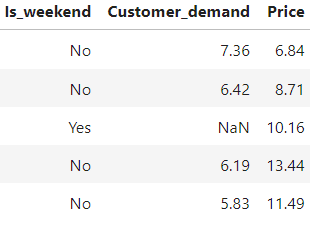 Is_weekend Customer_demand Price
No 7.36 6.84
No 6.42 8.71
Yes NaN 10.16
No 6.19 13.44
No 5.83 11.49